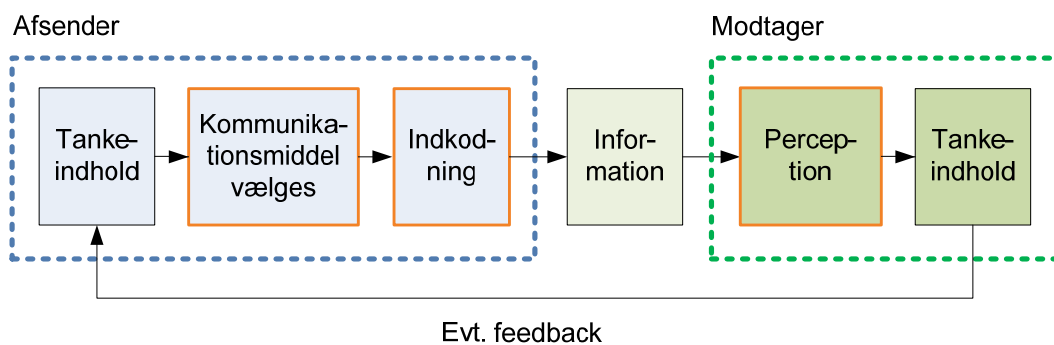 Afsender
Modtager
Tanke-
indhold
Kommunika-
tionsmiddel
vælges
Indkod-
ning
Infor-
mation
Percep-
tion
Tanke-
indhold
Evt. feedback